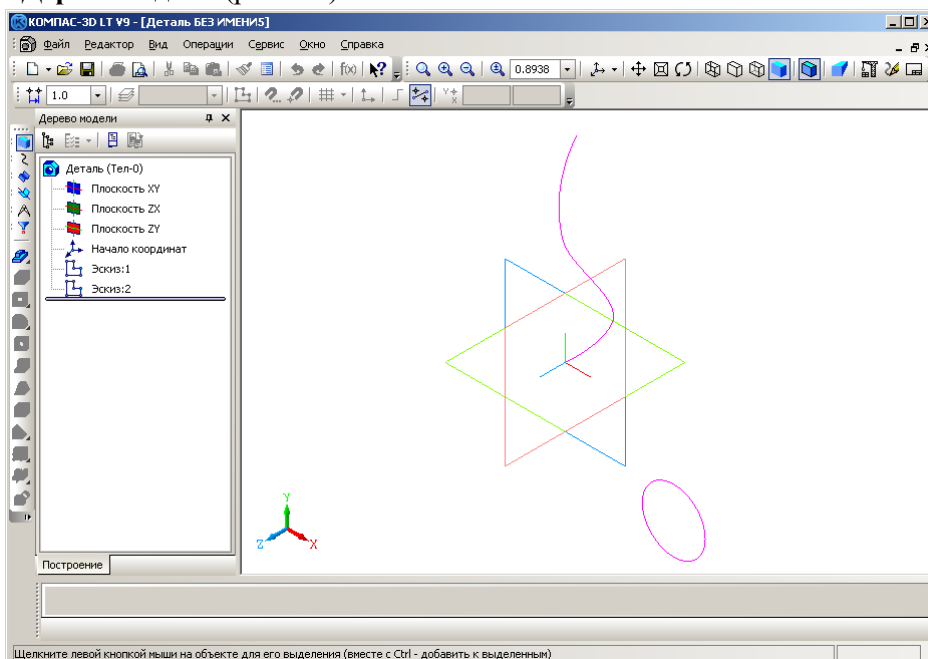 КОМПАС-3D LT V9 - [Деталь БЕЗ ИМЕНИ5]
Файл Редактор Вид Операции Сервис Окно Справка
0.8938
1.0
Дерево модели
Деталь (Тел-0)
Плоскость XY
Плоскость ZX
Плоскость ZY
Начало координат
Эскиз:1
Эскиз:2
Y
Z X
Построение
Щелкните левой кнопкой мыши на объекте для его выделения (вместе с Ctrl - добавить к выделенным)